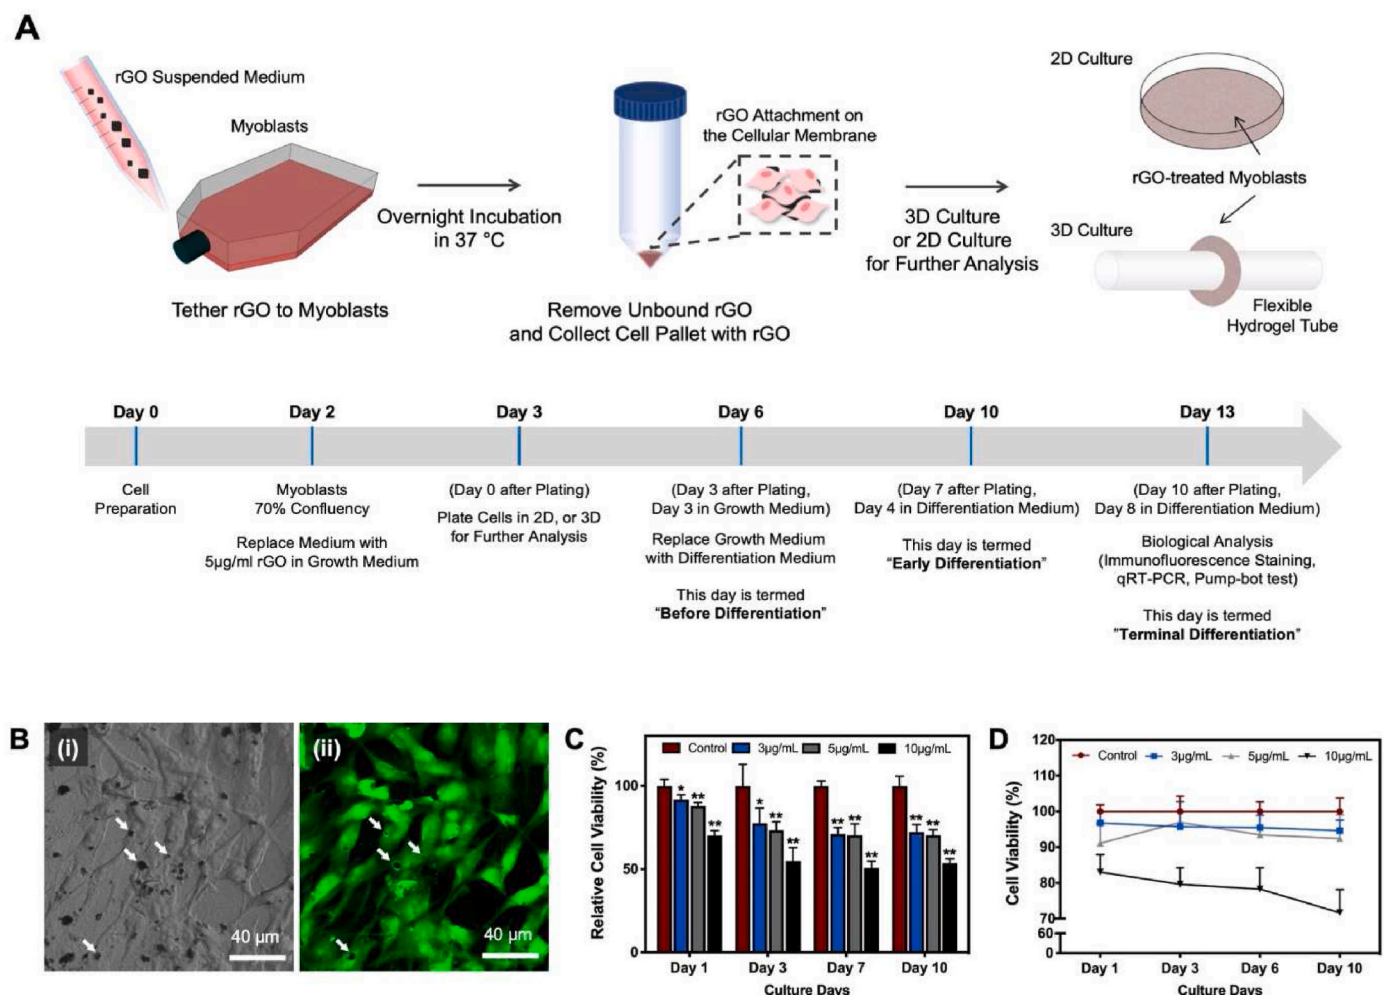 A
rGO Suspended Medium
Myoblasts
Overnight Incubation
in 37 °C
Tether rGO to Myoblasts
rGO Attachment on
the Cellular Membrane
Remove Unbound rGO
and Collect Cell Pallet with rGO
3D Culture
or 2D Culture
for Further Analysis
2D Culture
rGO-treated Myoblasts
3D Culture
Flexible
Hydrogel Tube
Day 0
Cell
Preparation
Day 2
Myoblasts
70% Confluency
Replace Medium with
5µg/ml rGO in Growth Medium
Day 3
(Day 0 after Plating)
Plate Cells in 2D, or 3D
for Further Analysis
Day 6
(Day 3 after Plating,
Day 3 in Growth Medium)
Replace Growth Medium
with Differentiation Medium
This day is termed
“Before Differentiation”
Day 10
(Day 7 after Plating,
Day 4 in Differentiation Medium)
This day is termed
“Early Differentiation”
Day 13
(Day 10 after Plating,
Day 8 in Differentiation Medium)
Biological Analysis
(Immunofluorescence Staining,
qRT-PCR, Pump-bot test)
This day is termed
”Terminal Differentiation”
B
(i)
40 µm
(ii)
40 µm
C
Relative Cell Viability (%)
100
50
0
Control 3µg/mL 5µg/mL 10µg/mL
* ** **
* ** **
** ** **
** ** **
Day 1 Day 3 Day 7 Day 10
Culture Days
D
Cell Viability (%)
120
110
100
90
80
70
60
0
Control 3µg/mL 5µg/mL 10µg/mL
Day 1 Day 3 Day 6 Day 10
Culture Days